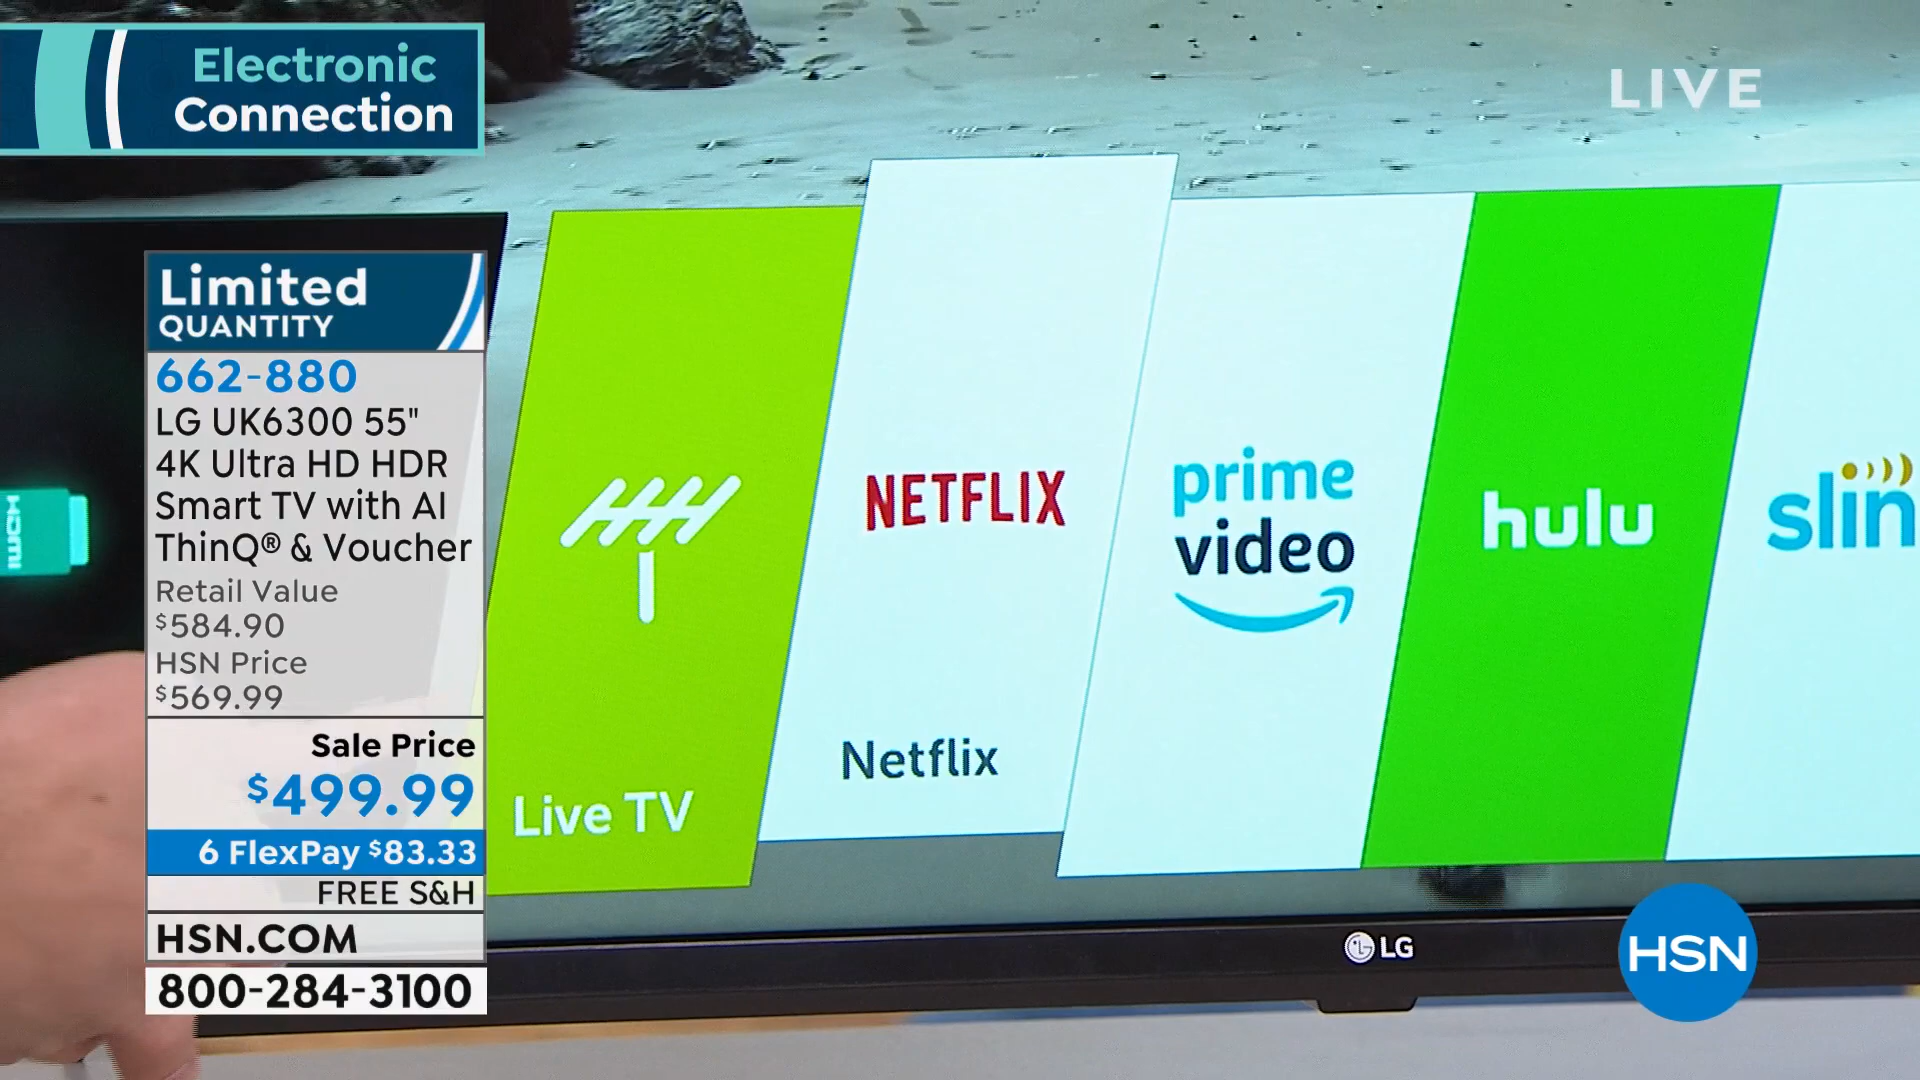 Electronic
Connection
LIVE
Limited
QUANTITY
662-880
LG UK6300 55"
4K Ultra HD HDR
Smart TV with AI
ThinQ® & Voucher
Retail Value
$584.90
HSN Price
$569.99
Sale Price
$499.99
6 FlexPay $83.33
FREE S&H
HSN.COM
800-284-3100
HDMI
Live TV
NETFLIX
Netflix
prime
video
hulu
slin
LG
HSN